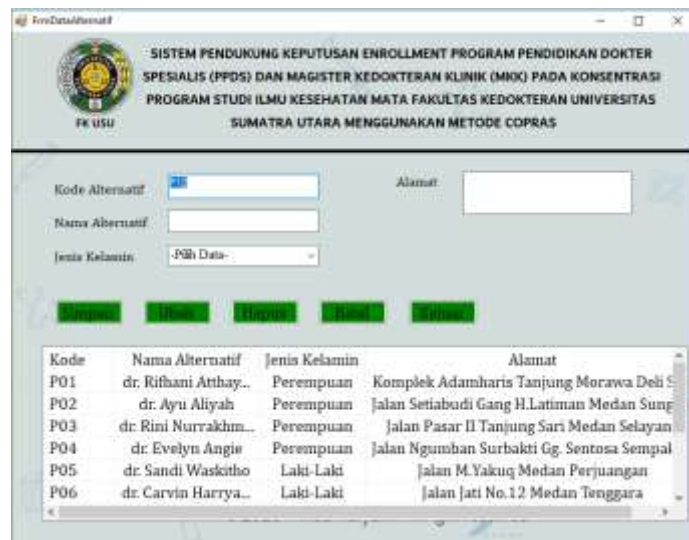 FrmDataAlternatif
SISTEM PENDUKUNG KEPUTUSAN ENROLLMENT PROGRAM PENDIDIKAN DOKTER
SPESIALIS (PPDS) DAN MAGISTER KEDOKTERAN KLINIK (MKK) PADA KONSENTRASI
PROGRAM STUDI ILMU KESEHATAN MATA FAKULTAS KEDOKTERAN UNIVERSITAS
SUMATRA UTARA MENGGUNAKAN METODE COPRAS
FK USU
Kode Alternatif
Alamat
Nama Alternatif
Jenis Kelamin -Pilih Data-
Simpan Ubah Hapus Batal Keluar
Kode Nama Alternatif Jenis Kelamin Alamat
P01 dr. Rifhani Atthay... Perempuan Komplek Adamharis Tanjung Morawa Deli S
P02 dr. Ayu Aliyah Perempuan Jalan Setiabudi Gang H.Latiman Medan Sung
P03 dr. Rini Nurrakhm... Perempuan Jalan Pasar II Tanjung Sari Medan Selayan
P04 dr. Evelyn Angie Perempuan Jalan Ngumban Surbakti Gg. Sentosa Sempa
P05 dr. Sandi Waskitho Laki-Laki Jalan M.Yakuq Medan Perjuangan
P06 dr. Carvin Harrya... Laki-Laki Jalan Jati No.12 Medan Tenggara